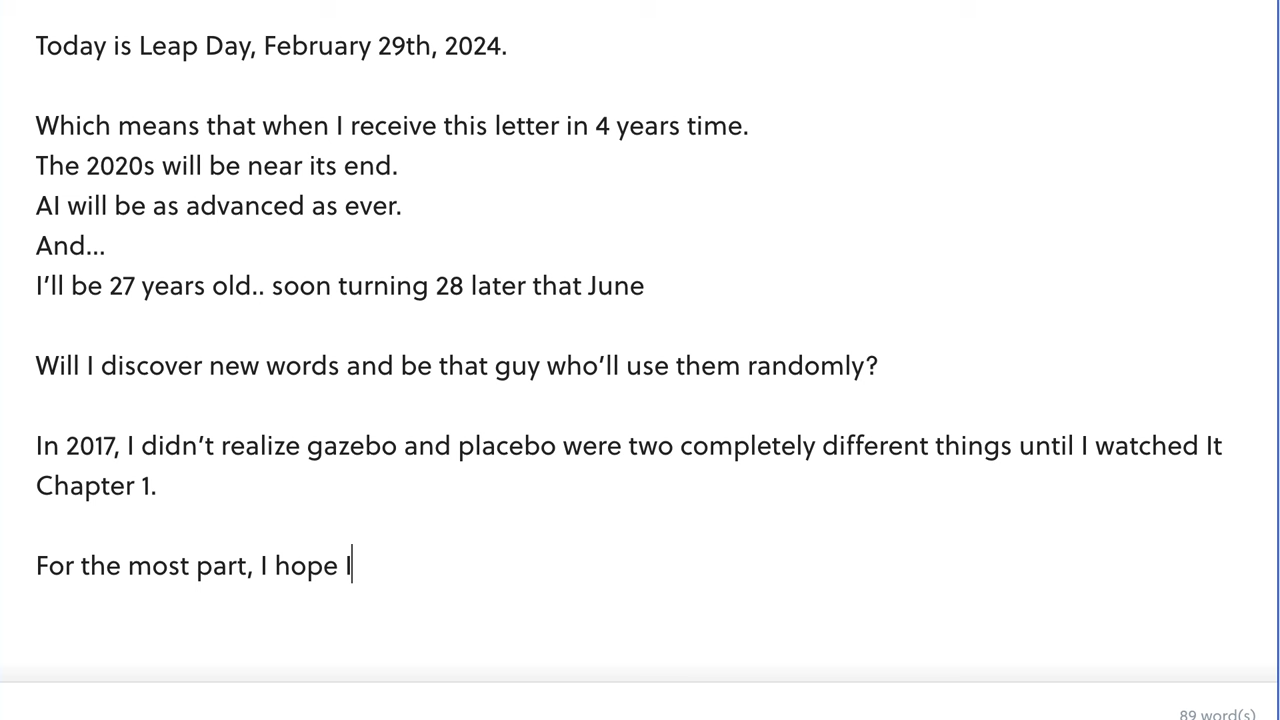 Today is Leap Day, February 29th, 2024.
Which means that when I receive this letter in 4 years time.
The 2020s will be near its end.
AI will be as advanced as ever.
And...
I’ll be 27 years old.. soon turning 28 later that June
Will I discover new words and be that guy who’ll use them randomly?
In 2017, I didn’t realize gazebo and placebo were two completely different things until I watched It
Chapter 1.
For the most part, I hope I
89 word(s)